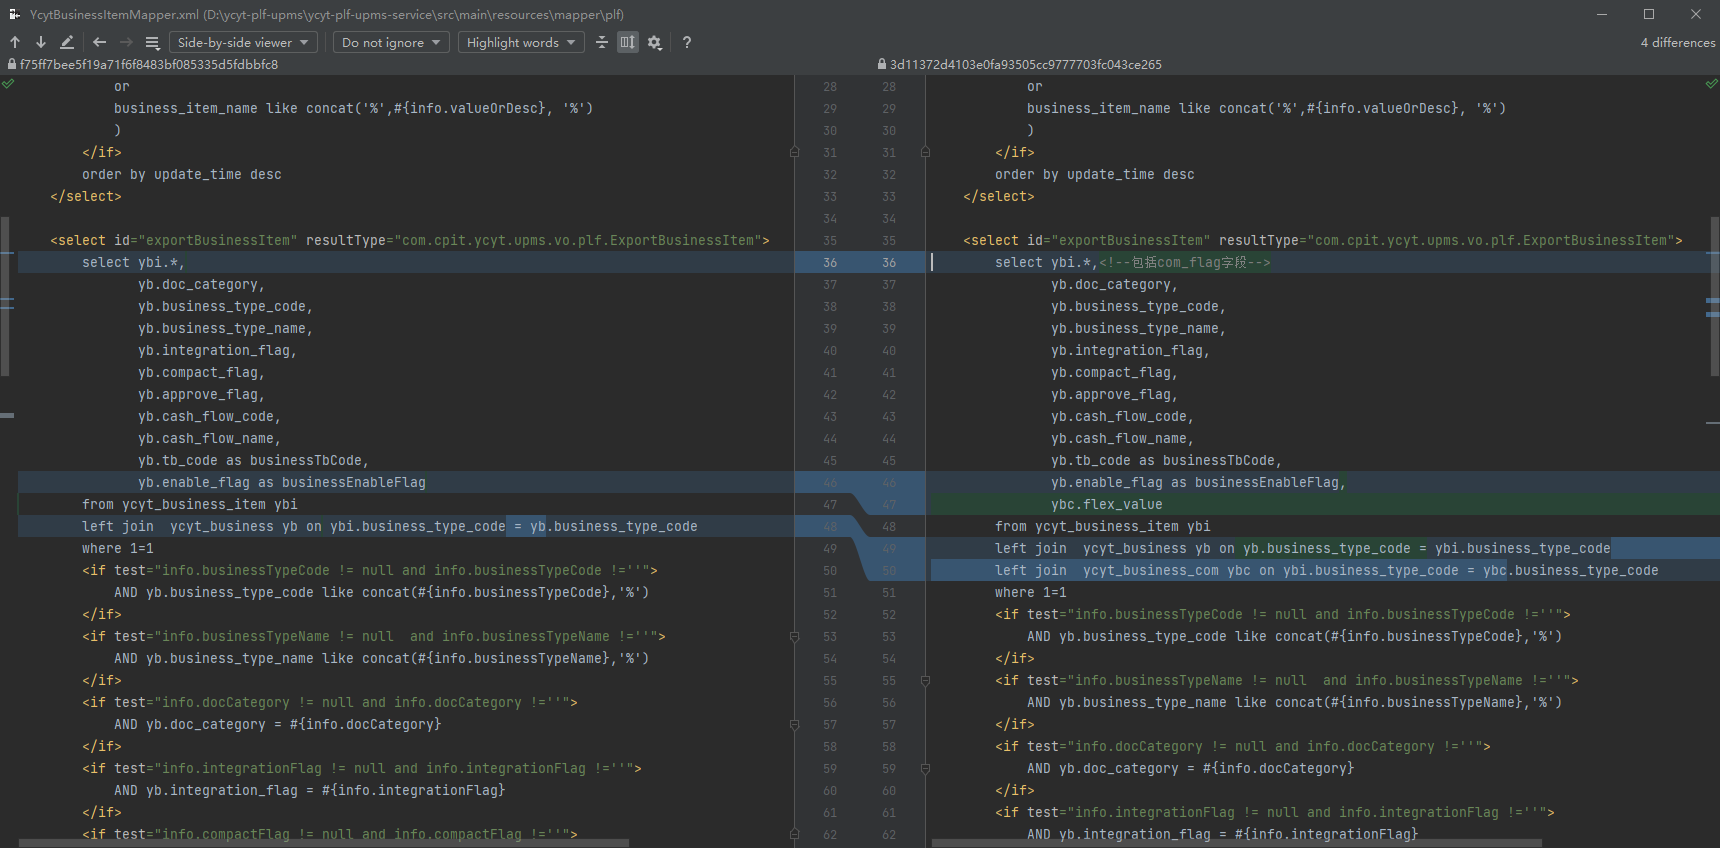 YcytBusinessItemMapper.xml (D:\ycyt-plf-upms\ycyt-plf-upms-service\src\main\resources\mapper\plf)
Side-by-side viewer Do not ignore Highlight words ? 4 differences
f75ff7bee5f19a71f6f8483bf085335d5fdbbfc8
3d11372d4103e0fa93505cc9777703fc043ce265
or
business_item_name like concat('%',#{info.valueOrDesc}, '%')
)
</if>
order by update_time desc
</select>
<select id="exportBusinessItem" resultType="com.cpit.ycyt.upms.vo.plf.ExportBusinessItem">
select ybi.*,
yb.doc_category,
yb.business_type_code,
yb.business_type_name,
yb.integration_flag,
yb.compact_flag,
yb.approve_flag,
yb.cash_flow_code,
yb.cash_flow_name,
yb.tb_code as businessTbCode,
yb.enable_flag as businessEnableFlag
from ycyt_business_item ybi
left join  ycyt_business yb on ybi.business_type_code = yb.business_type_code
where 1=1
<if test="info.businessTypeCode != null and info.businessTypeCode !=''">
AND yb.business_type_code like concat(#{info.businessTypeCode},'%')
</if>
<if test="info.businessTypeName != null  and info.businessTypeName !=''">
AND yb.business_type_name like concat(#{info.businessTypeName},'%')
</if>
<if test="info.docCategory != null and info.docCategory !=''">
AND yb.doc_category = #{info.docCategory}
</if>
<if test="info.integrationFlag != null and info.integrationFlag !=''">
AND yb.integration_flag = #{info.integrationFlag}
</if>
<if test="info.compactFlag != null and info.compactFlag !=''">
28 28
29 29
30 30
31 31
32 32
33 33
34 34
35 35
36 36
37 37
38 38
39 39
40 40
41 41
42 42
43 43
44 44
45 45
46 46
47 47
48 48
49 49
50 50
51 51
52 52
53 53
54 54
55 55
56 56
57 57
58 58
59 59
60 60
61 61
62 62
or
business_item_name like concat('%',#{info.valueOrDesc}, '%')
)
</if>
order by update_time desc
</select>
<select id="exportBusinessItem" resultType="com.cpit.ycyt.upms.vo.plf.ExportBusinessItem">
select ybi.*,<!--包括com_flag字段-->
yb.doc_category,
yb.business_type_code,
yb.business_type_name,
yb.integration_flag,
yb.compact_flag,
yb.approve_flag,
yb.cash_flow_code,
yb.cash_flow_name,
yb.tb_code as businessTbCode,
yb.enable_flag as businessEnableFlag,
ybc.flex_value
from ycyt_business_item ybi
left join  ycyt_business yb on yb.business_type_code = ybi.business_type_code
left join  ycyt_business_com ybc on ybi.business_type_code = ybc.business_type_code
where 1=1
<if test="info.businessTypeCode != null and info.businessTypeCode !=''">
AND yb.business_type_code like concat(#{info.businessTypeCode},'%')
</if>
<if test="info.businessTypeName != null  and info.businessTypeName !=''">
AND yb.business_type_name like concat(#{info.businessTypeName},'%')
</if>
<if test="info.docCategory != null and info.docCategory !=''">
AND yb.doc_category = #{info.docCategory}
</if>
<if test="info.integrationFlag != null and info.integrationFlag !=''">
AND yb.integration_flag = #{info.integrationFlag}